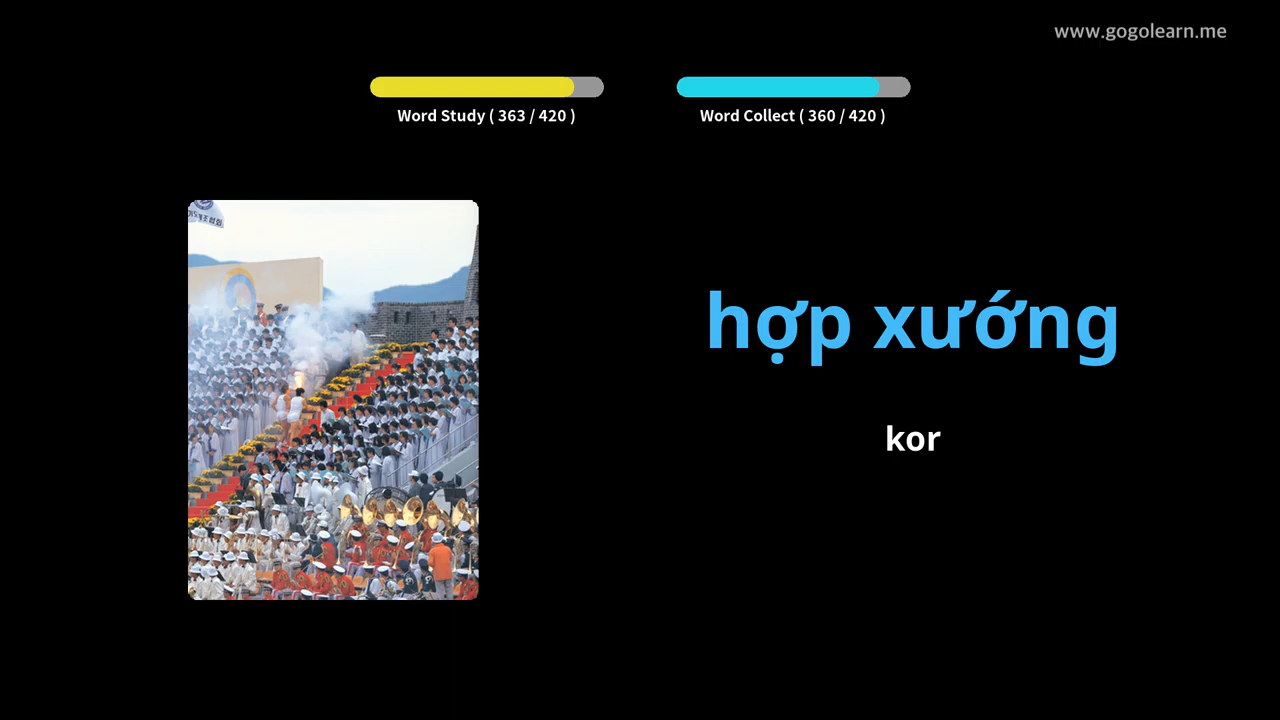 www.gogolearn.me
Word Study ( 363 / 420 )
Word Collect ( 360 / 420 )
hợp xướng
kor